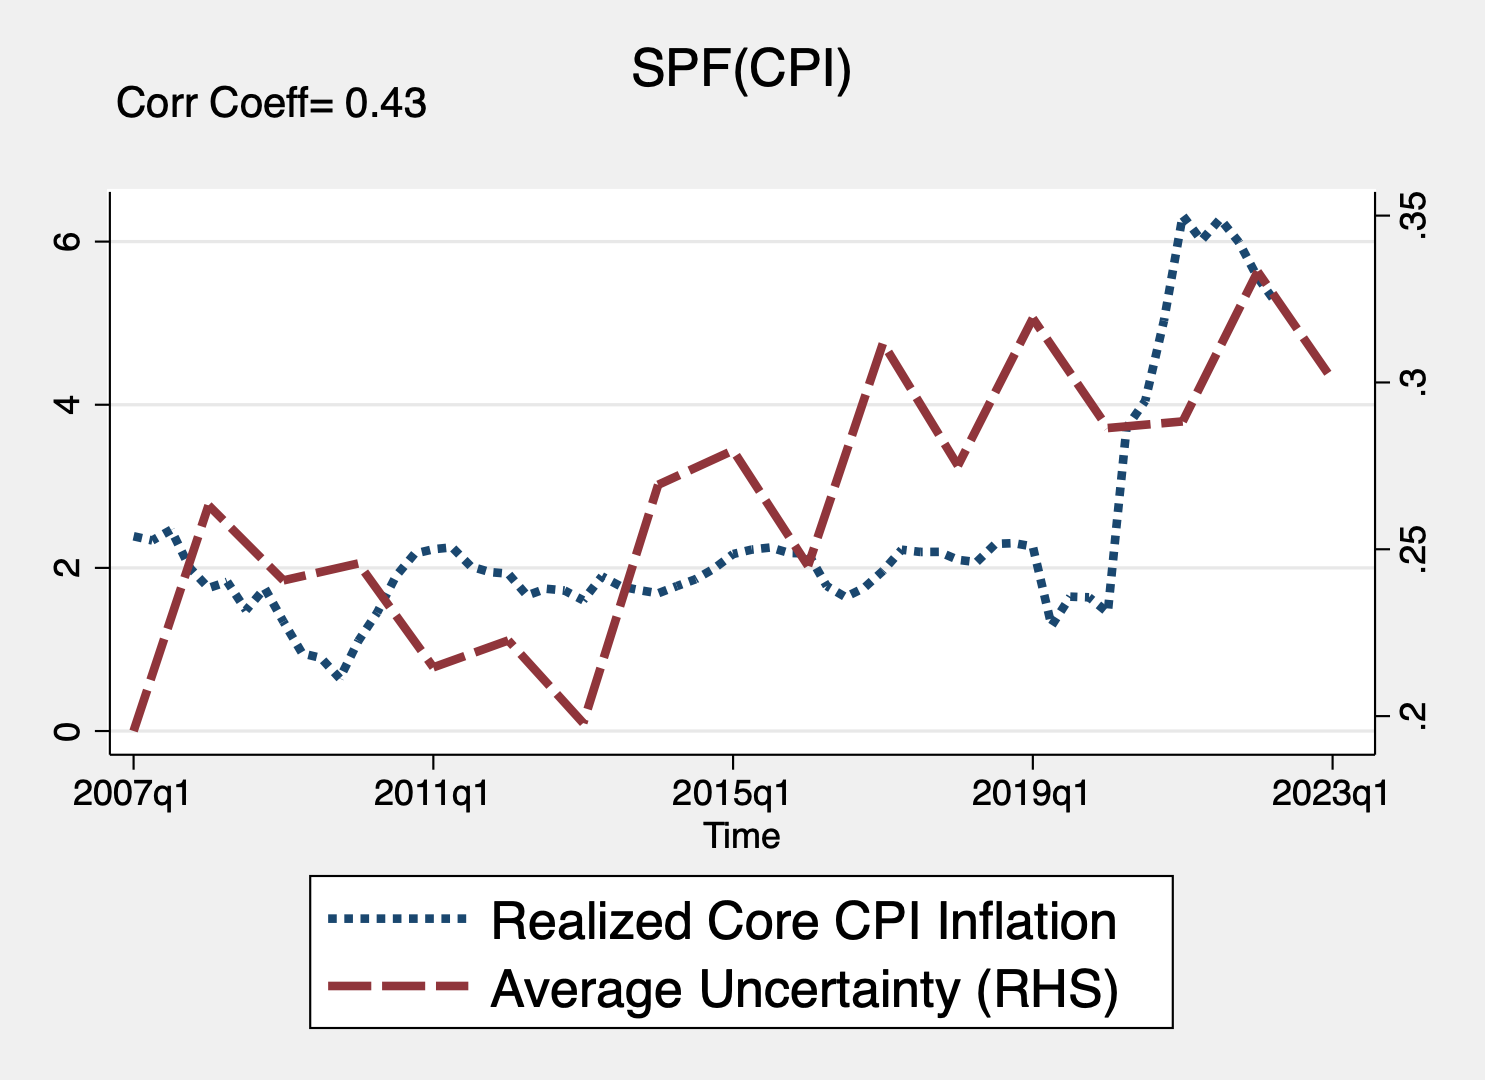 SPF(CPI)
Corr Coeff= 0.43
6
4
2
0
.35
.3
.25
.2
2007q1 2011q1 2015q1 2019q1 2023q1
Time
Realized Core CPI Inflation
Average Uncertainty (RHS)